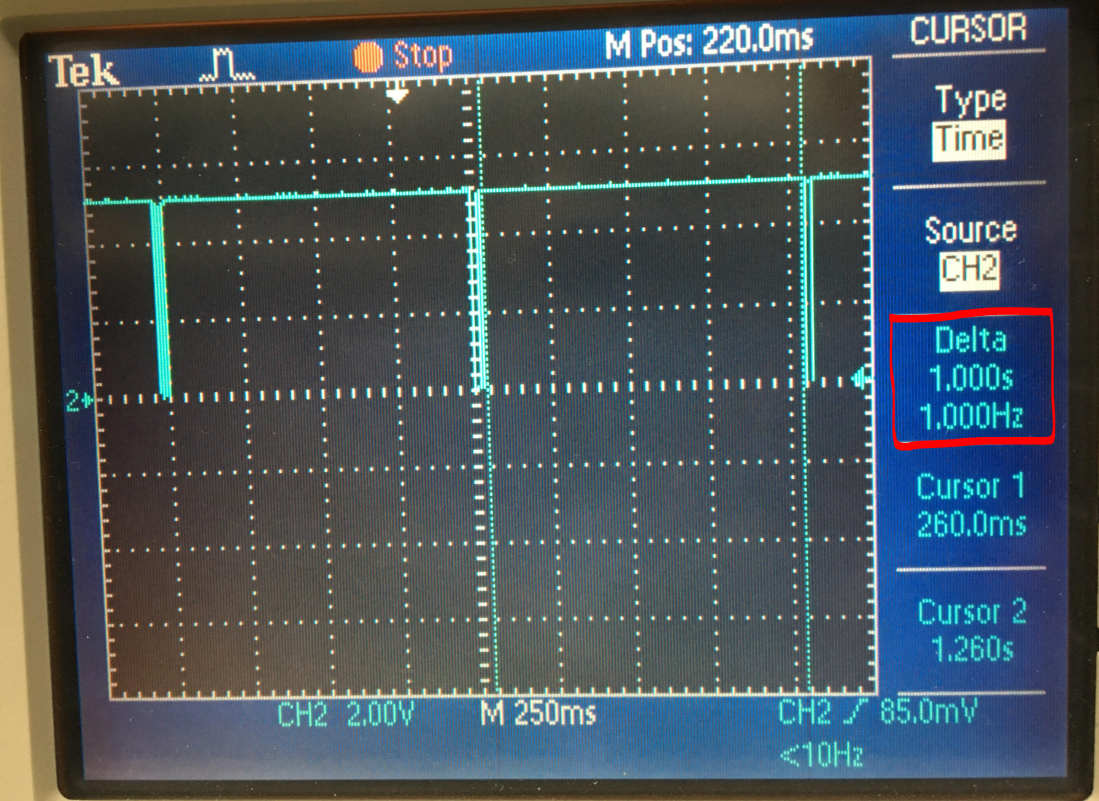 Tek
Stop
M Pos: 220.0ms
CURSOR
Type
Time
Source
CH2
Delta
1.000s
1.000Hz
Cursor 1
260.0ms
Cursor 2
1.260s
2
CH2 2.00V
M 250ms
CH2 85.0mV
<10Hz